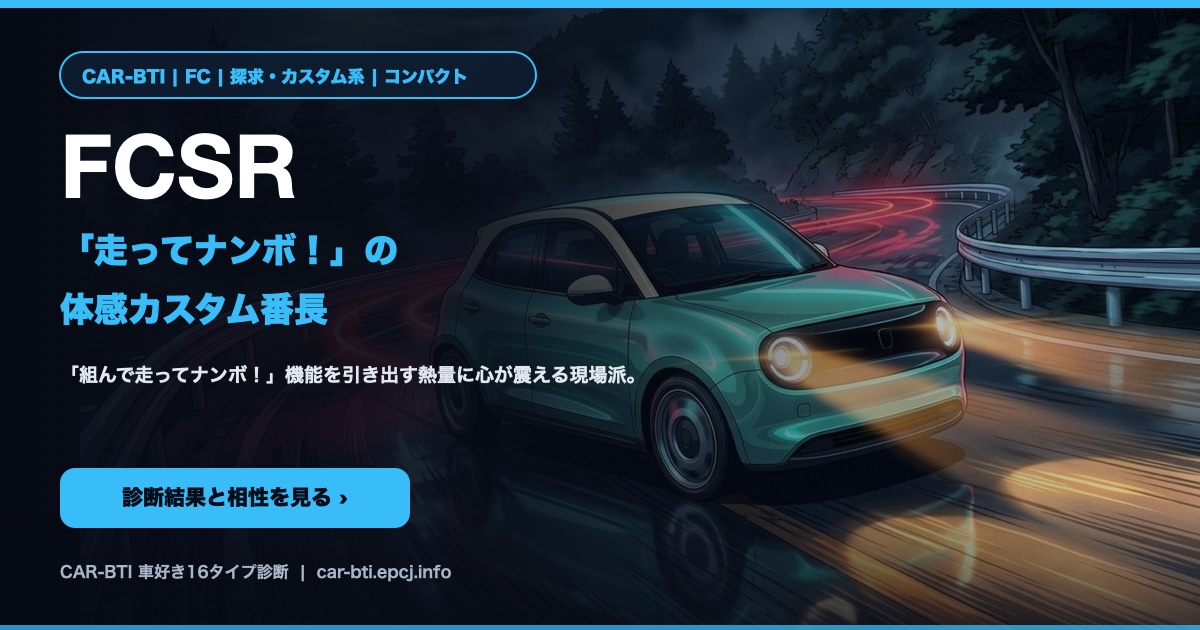 CAR-BTI | FC | 探求・カスタム系 | コンパクト
FCSR
「走ってナンボ！」の
体感カスタム番長
「組んで走ってナンボ！」機能を引き出す熱量に心が震える現場派。
診断結果と相性を見る ›
CAR-BTI 車好き16タイプ診断 | car-bti.epcj.info